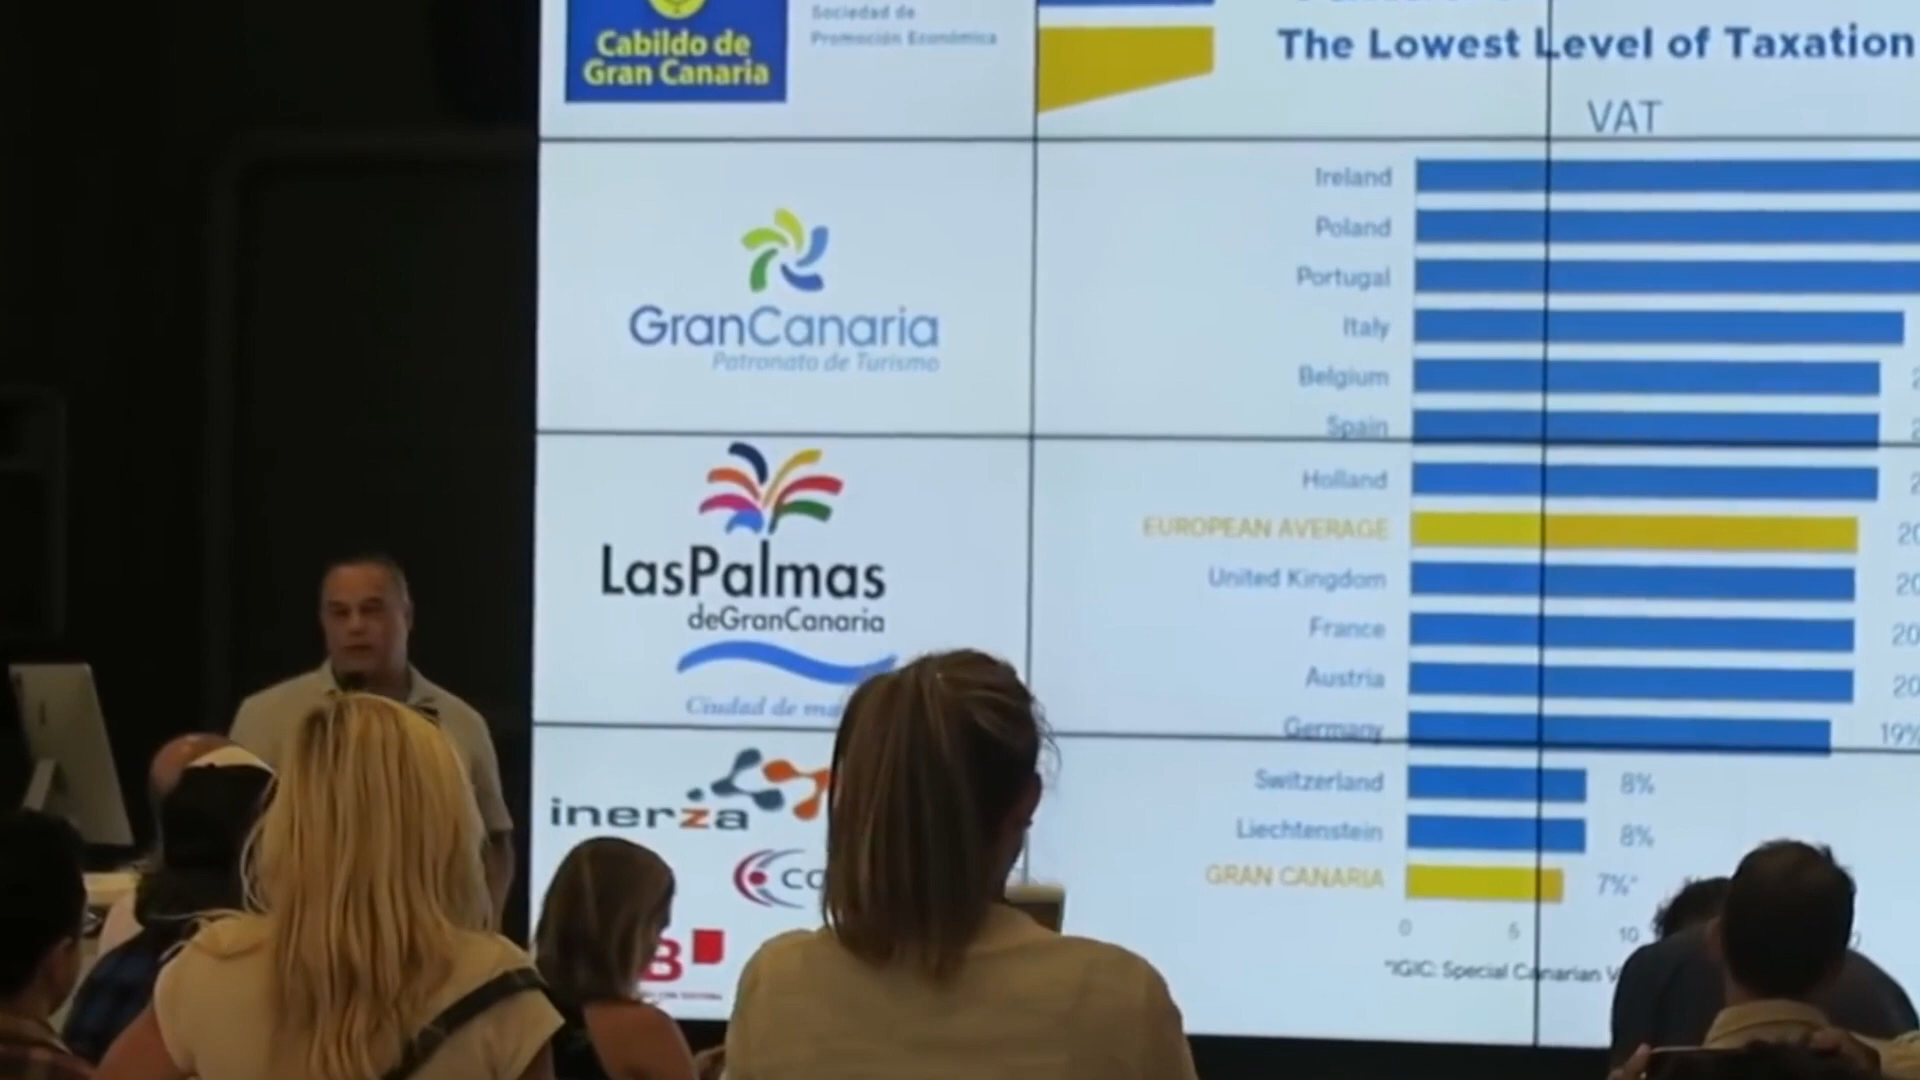 Cabildo de
Gran Canaria
Sociedad de
Promoción Económica
The Lowest Level of Taxation
VAT
GranCanaria
Patronato de Turismo
LasPalmas
deGranCanaria
Ciudad de
inerza
Ireland
Poland
Portugal
Italy
Belgium
Spain
Holland
EUROPEAN AVERAGE
United Kingdom
France
Austria
Germany 19%
Switzerland 8%
Liechtenstein 8%
GRAN CANARIA 7%*
0 5 10
*IGIC: Special Canarian